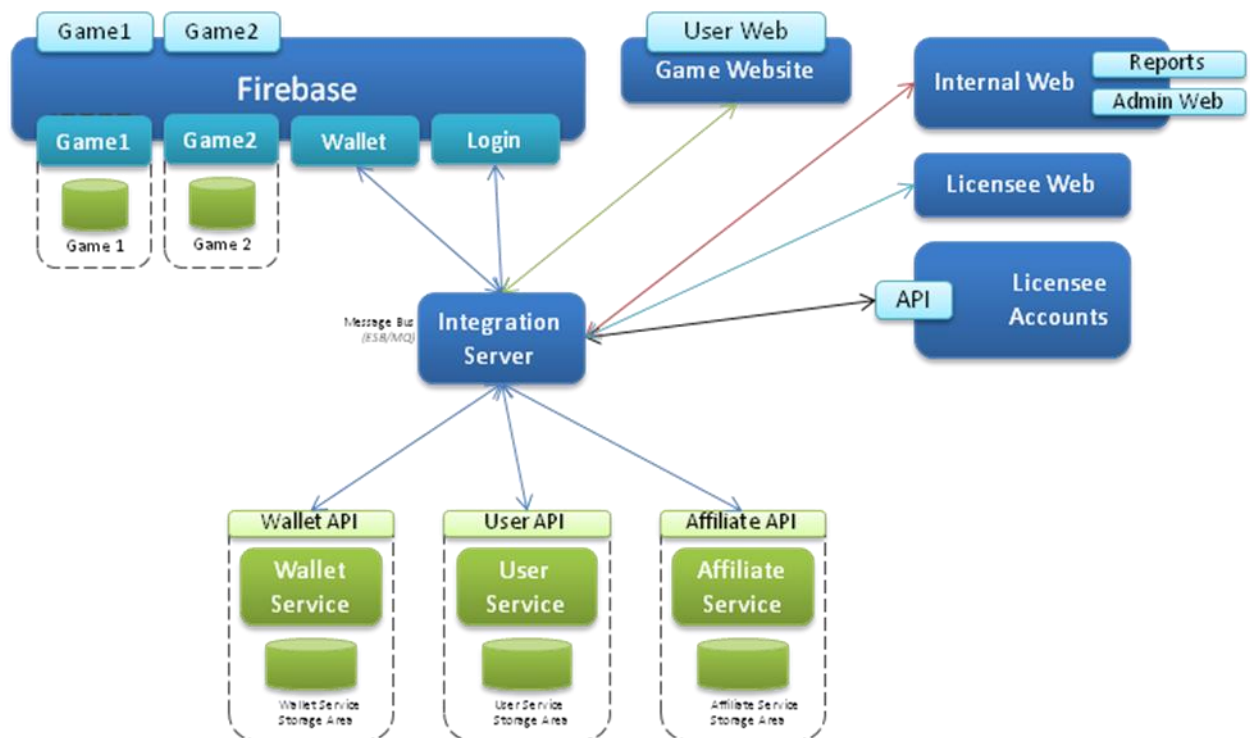 Game1
Game2
Firebase
Game1
Game2
Wallet
Login
Game 1
Game 2
User Web
Game Website
Internal Web
Reports
Admin Web
Licensee Web
API
Licensee
Accounts
Message Bus
(ESB/MQ)
Integration
Server
Wallet API
Wallet
Service
Wallet Service
Storage Area
User API
User
Service
User Service
Storage Area
Affiliate API
Affiliate
Service
Affiliate Service
Storage Area